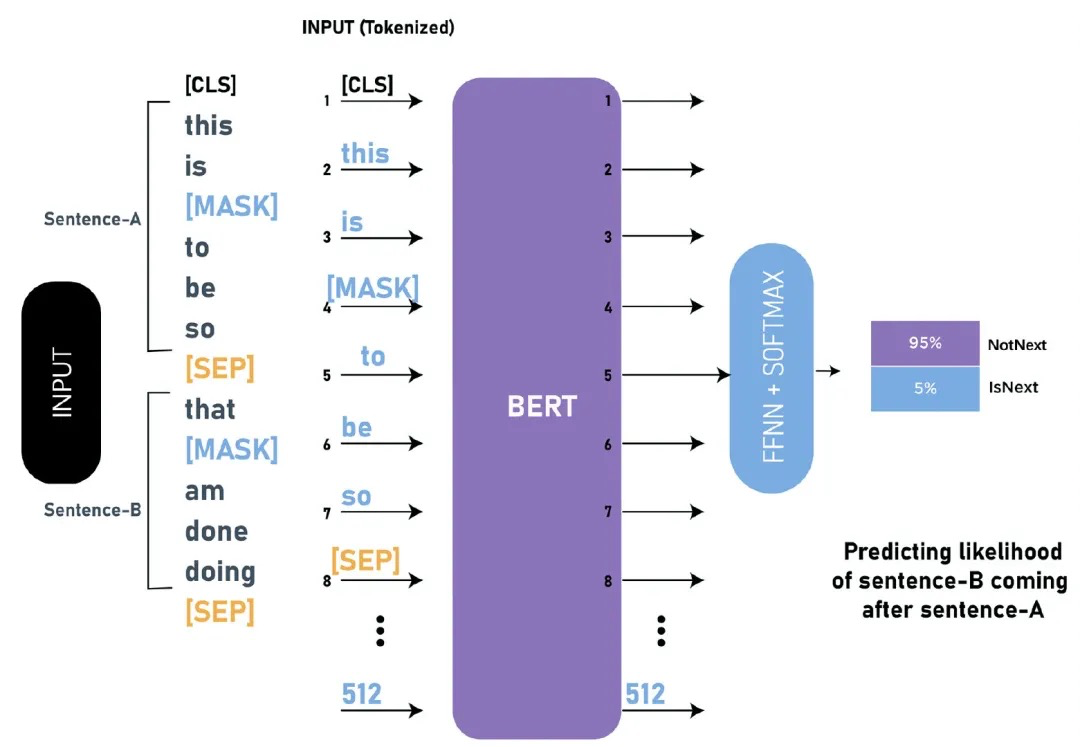 INPUT (Tokenized)
INPUT
Sentence-A
Sentence-B
[CLS]
this
is
[MASK]
to
be
so
[SEP]
that
[MASK]
am
done
doing
[SEP]
1 [CLS]
2 this
3 is
4 [MASK]
5 to
6 be
7 so
8 [SEP]
512
BERT
1
2
3
4
5
6
7
8
512
FFNN + SOFTMAX
95% NotNext
5% IsNext
Predicting likelihood
of sentence-B coming
after sentence-A